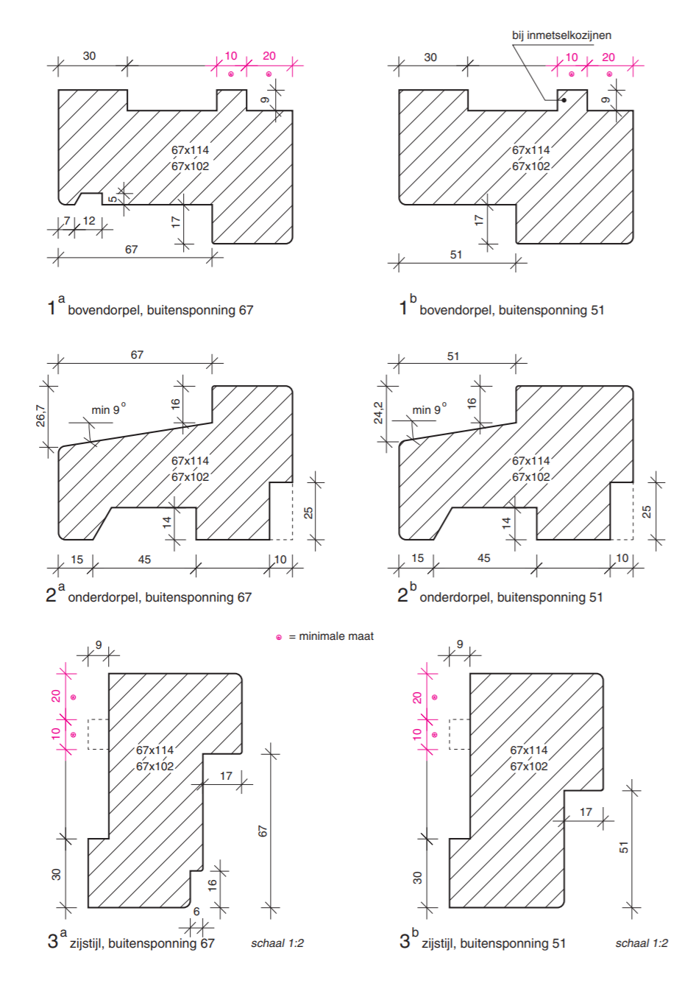 bij inmetselkozijnen
30 10 20
30 10 20
9
9
67x114
67x102
67x114
67x102
5
7 12
17
17
67
51
1a bovendorpel, buitensponning 67
1b bovendorpel, buitensponning 51
67
51
26,7
min 9°
16
24,2
min 9°
16
67x114
67x102
67x114
67x102
14
25
14
25
15 45 10
15 45 10
2a onderdorpel, buitensponning 67
2b onderdorpel, buitensponning 51
⊛ = minimale maat
9
9
20
10
20
10
67x114
67x102
67x114
67x102
17
17
67
51
30
16
30
6
3a zijstijl, buitensponning 67 schaal 1:2
3b zijstijl, buitensponning 51 schaal 1:2